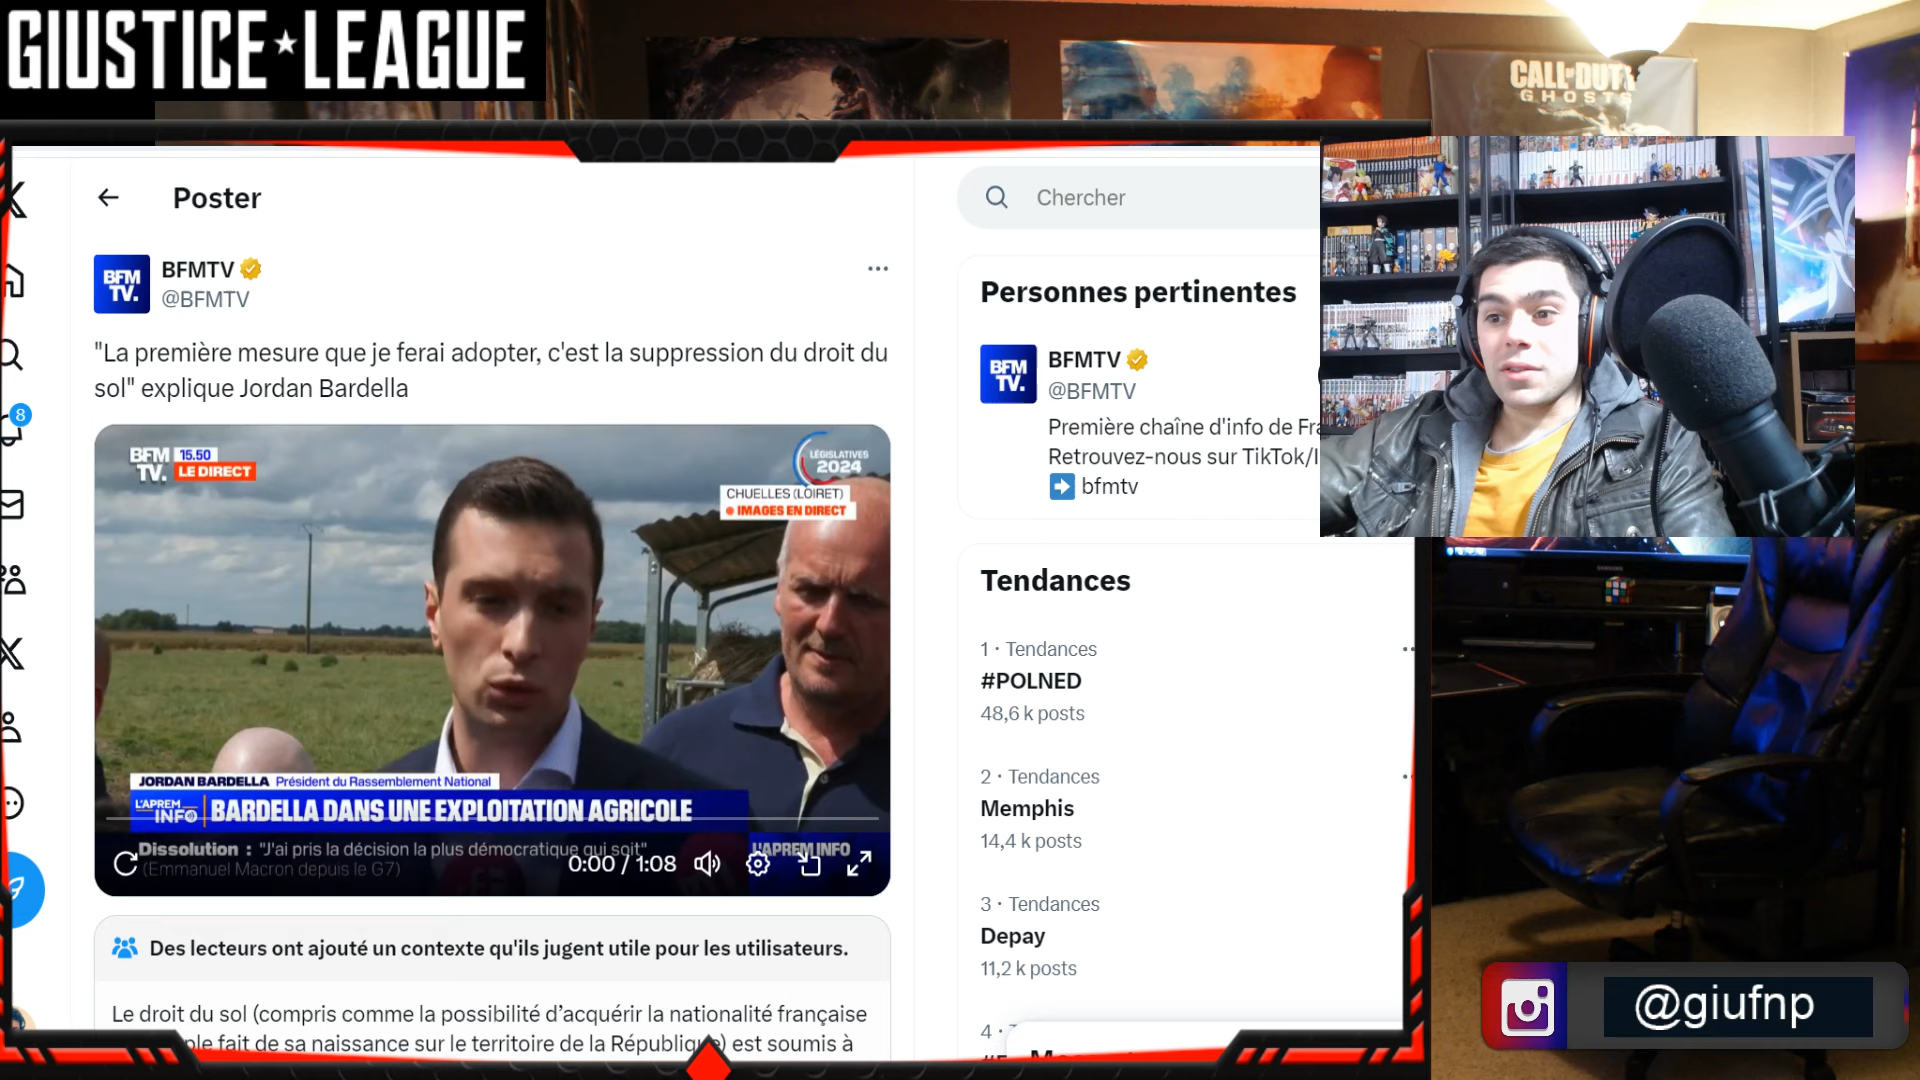 GIUSTICE★LEAGUE
CALL OF DUTY
GHOSTS
Poster
BFMTV
@BFMTV
"La première mesure que je ferai adopter, c'est la suppression du droit du
sol" explique Jordan Bardella
BFM
TV.
15.50
LE DIRECT
LÉGISLATIVES
2024
CHUELLES (LOIRET)
IMAGES EN DIRECT
JORDAN BARDELLA Président du Rassemblement National
L'APREM
INFO
BARDELLA DANS UNE EXPLOITATION AGRICOLE
Dissolution : "J'ai pris la décision la plus démocratique qui soit"
(Emmanuel Macron depuis le G7)
L'APREM INFO
0:00 / 1:08
Des lecteurs ont ajouté un contexte qu'ils jugent utile pour les utilisateurs.
Le droit du sol (compris comme la possibilité d’acquérir la nationalité française
fait de sa naissance sur le territoire de la République) est soumis à
8
Chercher
Personnes pertinentes
BFM
TV.
BFMTV
@BFMTV
Première chaîne d'info de
Retrouvez-nous sur
bfmtv
Tendances
1 · Tendances
#POLNED
48,6 k posts
2 · Tendances
Memphis
14,4 k posts
3 · Tendances
Depay
11,2 k posts
4 ·
@giufnp